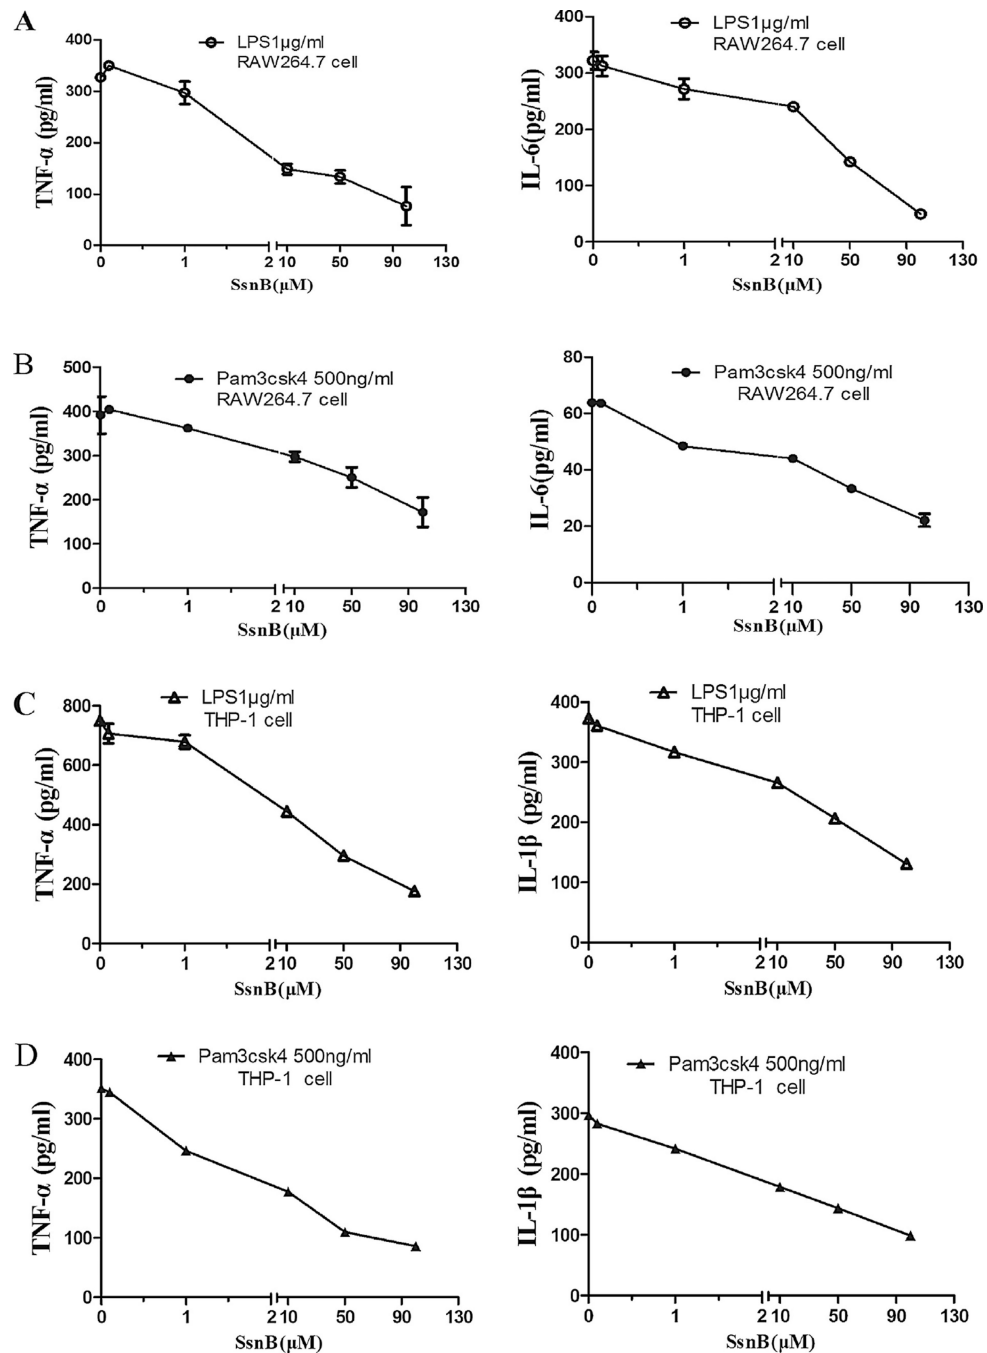 A
LPS1μg/ml
RAW264.7 cell
TNF-α (pg/ml)
400
300
200
100
0
0 1 2 10 50 90 130
SsnB(μM)
LPS1μg/ml
RAW264.7 cell
IL-6(pg/ml)
400
300
200
100
0
0 1 2 10 50 90 130
SsnB(μM)
B
Pam3csk4 500ng/ml
RAW264.7 cell
TNF-α (pg/ml)
500
400
300
200
100
0
0 1 2 10 50 90 130
SsnB(μM)
Pam3csk4 500ng/ml
RAW264.7 cell
IL-6(pg/ml)
80
60
40
20
0
0 1 2 10 50 90 130
SsnB(μM)
C
LPS1μg/ml
THP-1 cell
TNF-α (pg/ml)
800
600
400
200
0
0 1 2 10 50 90 130
SsnB(μM)
LPS1μg/ml
THP-1 cell
IL-1β (pg/ml)
400
300
200
100
0
0 1 2 10 50 90 130
SsnB(μM)
D
Pam3csk4 500ng/ml
THP-1 cell
TNF-α (pg/ml)
400
300
200
100
0
0 1 2 10 50 90 130
SsnB(μM)
Pam3csk4 500ng/ml
THP-1 cell
IL-1β (pg/ml)
400
300
200
100
0
0 1 2 10 50 90 130
SsnB(μM)